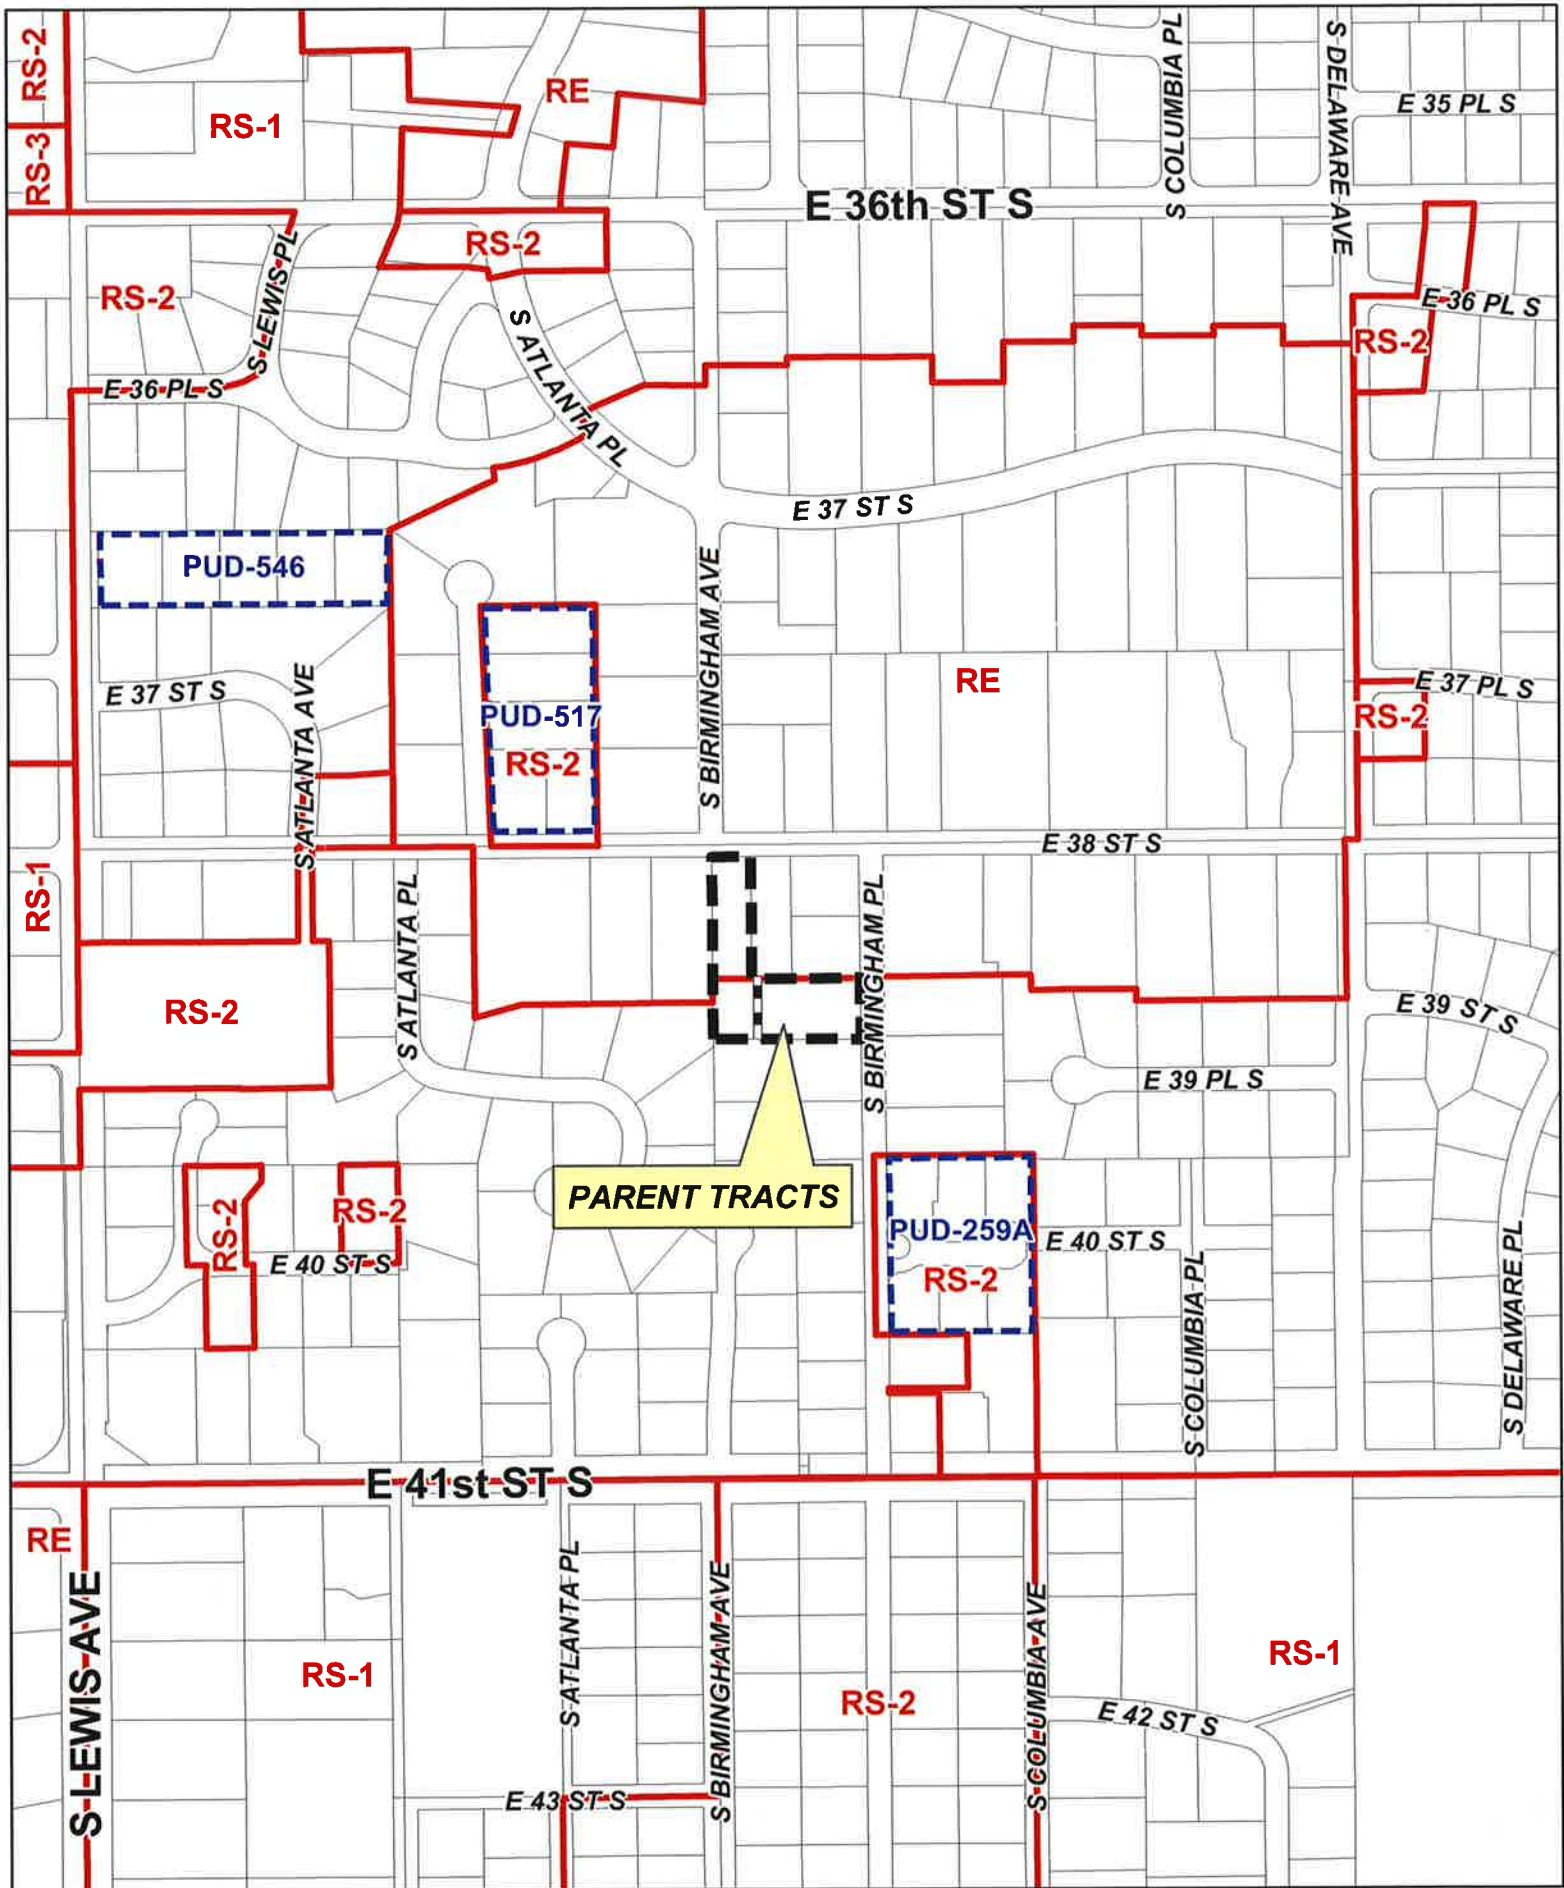 RS-2
S COLUMBIA PL
S DELAWARE AVE
RE
E 35 PL S
RS-1
RS-3
E 36th ST S
S LEWIS PL
RS-2
RS-2
E 36 PL S
S ATLANTA PL
RS-2
E 36 PL S
E 37 ST S
PUD-546
S BIRMINGHAM AVE
RE
E 37 PL S
E 37 ST S
S ATLANTA AVE
PUD-517
RS-2
RS-2
E 38 ST S
RS-1
S ATLANTA PL
S BIRMINGHAM PL
RS-2
E 39 ST S
E 39 PL S
PARENT TRACTS
RS-2
RS-2
PUD-259A
E 40 ST S
E 40 ST S
RS-2
S COLUMBIA PL
S DELAWARE PL
E 41st ST S
RE
S LEWIS AVE
S ATLANTA PL
S BIRMINGHAM AVE
S COLUMBIA AVE
RS-1
RS-1
RS-2
E 42 ST S
E 43 ST S